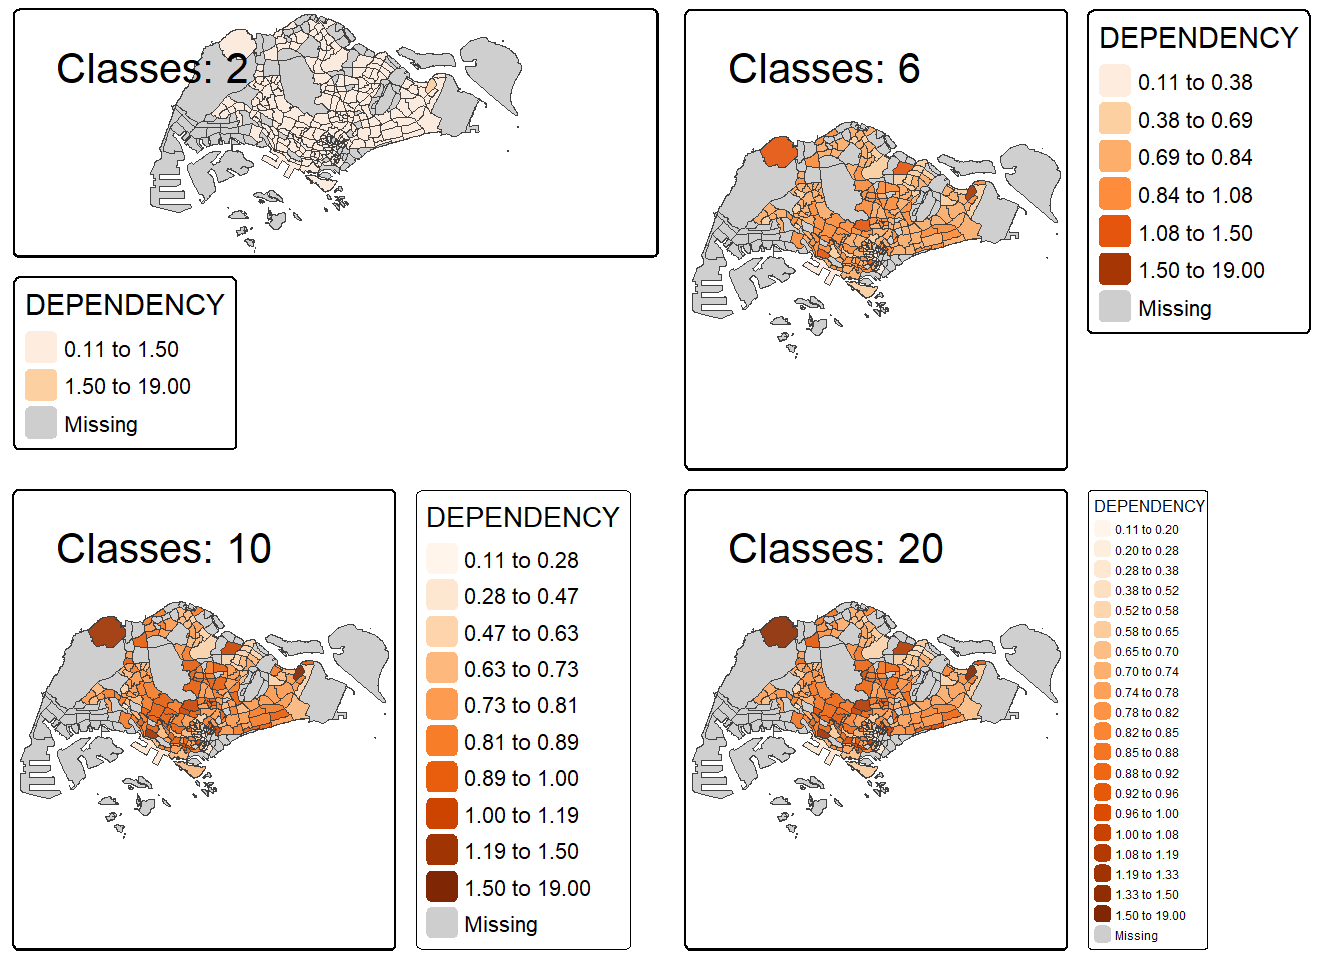 Classes: 2
DEPENDENCY
0.11 to 1.50
1.50 to 19.00
Missing
Classes: 6
DEPENDENCY
0.11 to 0.38
0.38 to 0.69
0.69 to 0.84
0.84 to 1.08
1.08 to 1.50
1.50 to 19.00
Missing
Classes: 10
DEPENDENCY
0.11 to 0.28
0.28 to 0.47
0.47 to 0.63
0.63 to 0.73
0.73 to 0.81
0.81 to 0.89
0.89 to 1.00
1.00 to 1.19
1.19 to 1.50
1.50 to 19.00
Missing
Classes: 20
DEPENDENCY
0.11 to 0.20
0.20 to 0.28
0.28 to 0.38
0.38 to 0.52
0.52 to 0.58
0.58 to 0.65
0.65 to 0.70
0.70 to 0.74
0.74 to 0.78
0.78 to 0.82
0.82 to 0.85
0.85 to 0.88
0.88 to 0.92
0.92 to 0.96
0.96 to 1.00
1.00 to 1.08
1.08 to 1.19
1.19 to 1.33
1.33 to 1.50
1.50 to 19.00
Missing